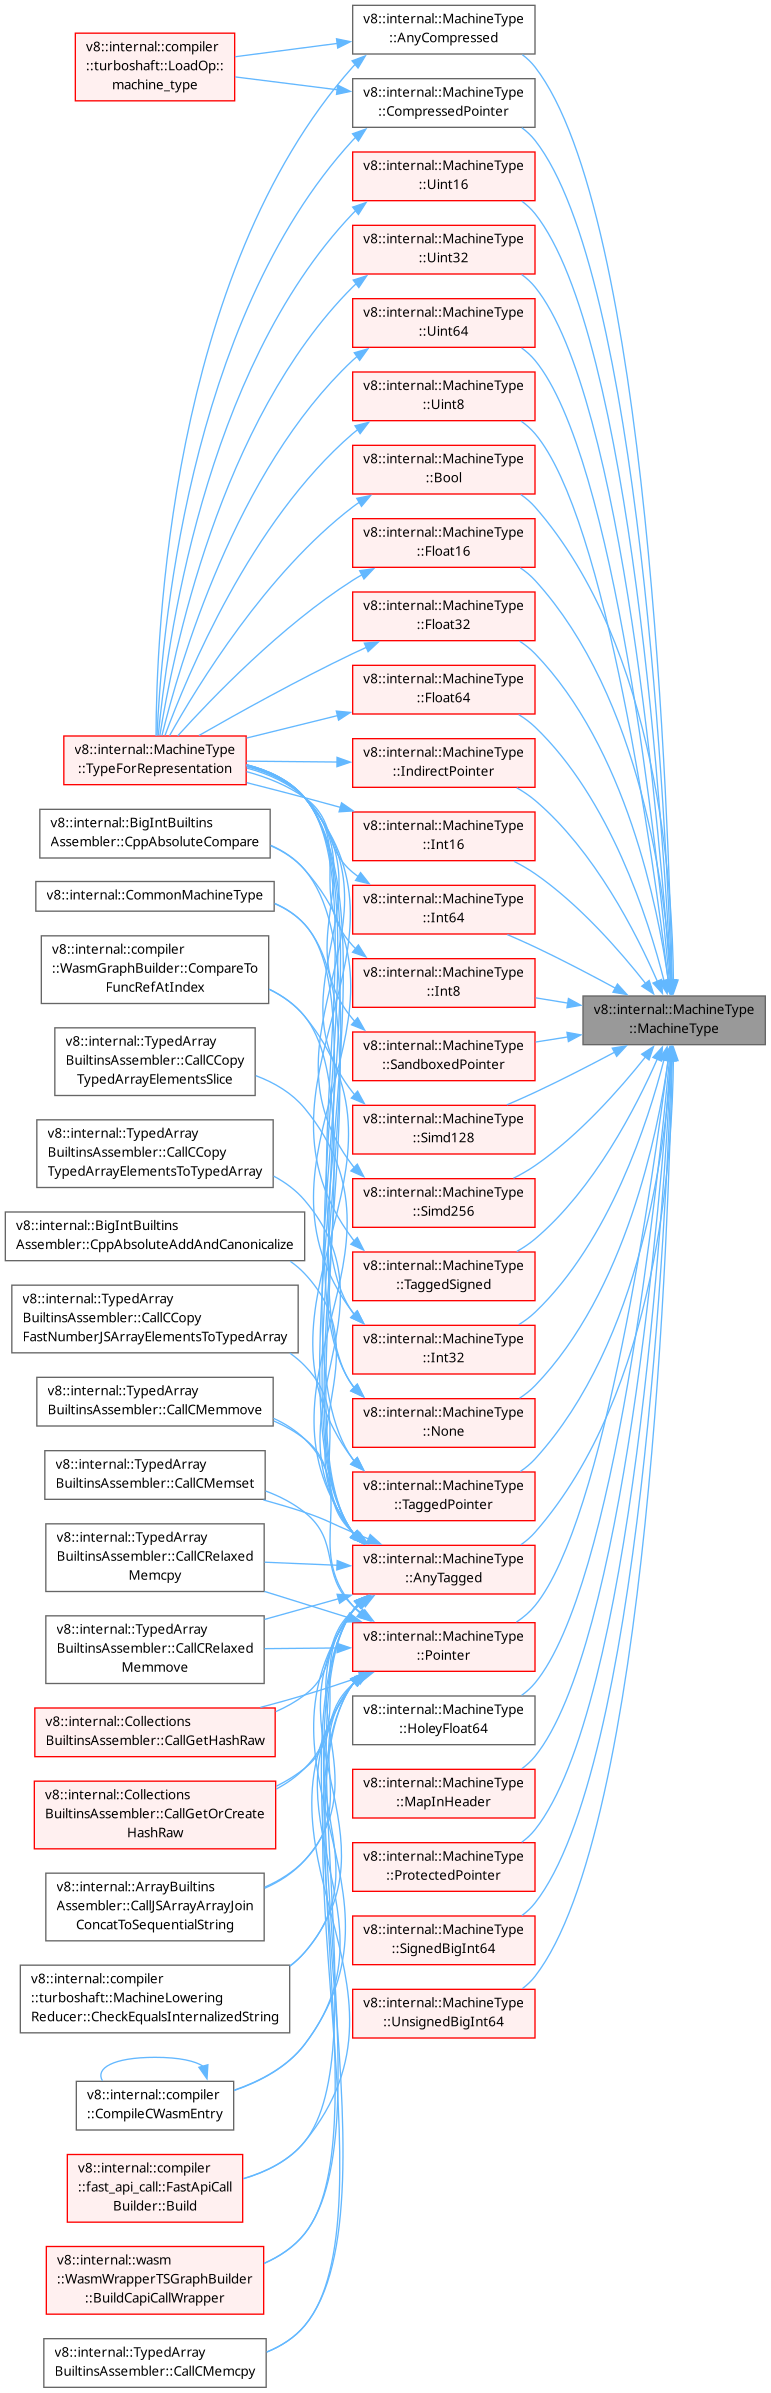 v8::internal::MachineType
::AnyCompressed
v8::internal::compiler
::turboshaft::LoadOp::
machine_type
v8::internal::MachineType
::CompressedPointer
v8::internal::MachineType
::Uint16
v8::internal::MachineType
::Uint32
v8::internal::MachineType
::Uint64
v8::internal::MachineType
::Uint8
v8::internal::MachineType
::Bool
v8::internal::MachineType
::Float16
v8::internal::MachineType
::Float32
v8::internal::MachineType
::Float64
v8::internal::MachineType
::TypeForRepresentation
v8::internal::MachineType
::IndirectPointer
v8::internal::BigIntBuiltins
Assembler::CppAbsoluteCompare
v8::internal::MachineType
::Int16
v8::internal::CommonMachineType
v8::internal::MachineType
::Int64
v8::internal::compiler
::WasmGraphBuilder::CompareTo
FuncRefAtIndex
v8::internal::MachineType
::Int8
v8::internal::MachineType
::MachineType
v8::internal::TypedArray
BuiltinsAssembler::CallCCopy
TypedArrayElementsSlice
v8::internal::MachineType
::SandboxedPointer
v8::internal::MachineType
::Simd128
v8::internal::TypedArray
BuiltinsAssembler::CallCCopy
TypedArrayElementsToTypedArray
v8::internal::MachineType
::Simd256
v8::internal::BigIntBuiltins
Assembler::CppAbsoluteAddAndCanonicalize
v8::internal::MachineType
::TaggedSigned
v8::internal::TypedArray
BuiltinsAssembler::CallCCopy
FastNumberJSArrayElementsToTypedArray
v8::internal::MachineType
::Int32
v8::internal::TypedArray
BuiltinsAssembler::CallCMemmove
v8::internal::MachineType
::None
v8::internal::TypedArray
BuiltinsAssembler::CallCMemset
v8::internal::MachineType
::TaggedPointer
v8::internal::TypedArray
BuiltinsAssembler::CallCRelaxed
Memcpy
v8::internal::MachineType
::AnyTagged
v8::internal::TypedArray
BuiltinsAssembler::CallCRelaxed
Memmove
v8::internal::MachineType
::Pointer
v8::internal::Collections
BuiltinsAssembler::CallGetHashRaw
v8::internal::MachineType
::HoleyFloat64
v8::internal::Collections
BuiltinsAssembler::CallGetOrCreate
HashRaw
v8::internal::MachineType
::MapInHeader
v8::internal::ArrayBuiltins
Assembler::CallJSArrayArrayJoin
ConcatToSequentialString
v8::internal::MachineType
::ProtectedPointer
v8::internal::MachineType
::SignedBigInt64
v8::internal::compiler
::turboshaft::MachineLowering
Reducer::CheckEqualsInternalizedString
v8::internal::MachineType
::UnsignedBigInt64
v8::internal::compiler
::CompileCWasmEntry
v8::internal::compiler
::fast_api_call::FastApiCall
Builder::Build
v8::internal::wasm
::WasmWrapperTSGraphBuilder
::BuildCapiCallWrapper
v8::internal::TypedArray
BuiltinsAssembler::CallCMemcpy